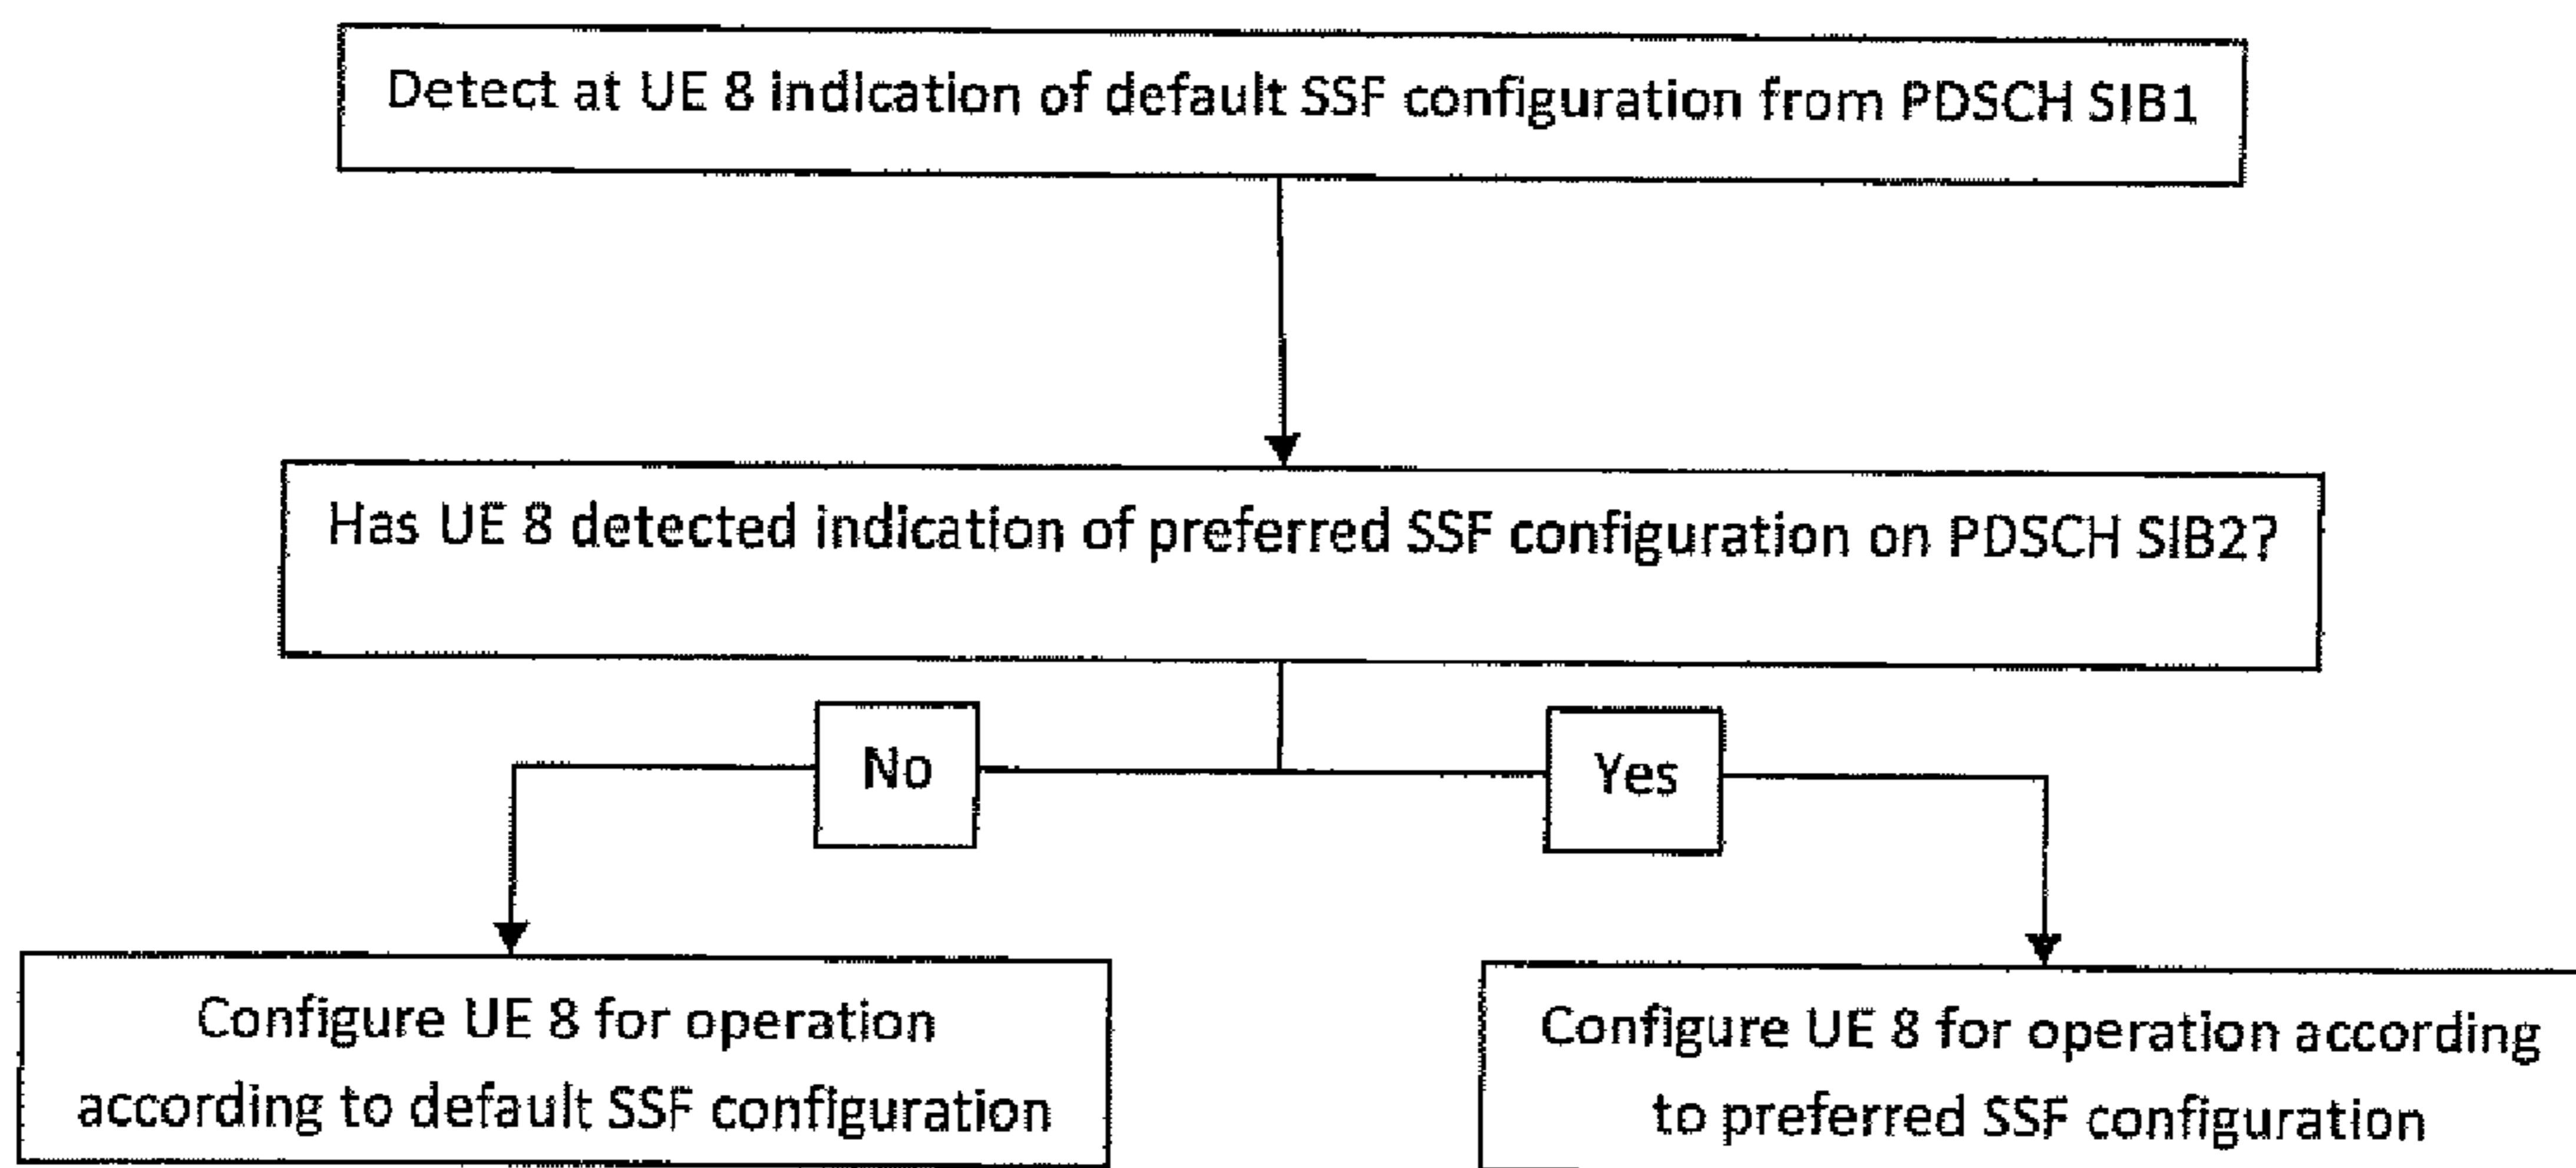 Detect at UE 8 indication of default SSF configuration from PDSCH SIB1
Has UE 8 detected indication of preferred SSF configuration on PDSCH SIB2?
No
Yes
Configure UE 8 for operation
according to default SSF configuration
Configure UE 8 for operation according
to preferred SSF configuration